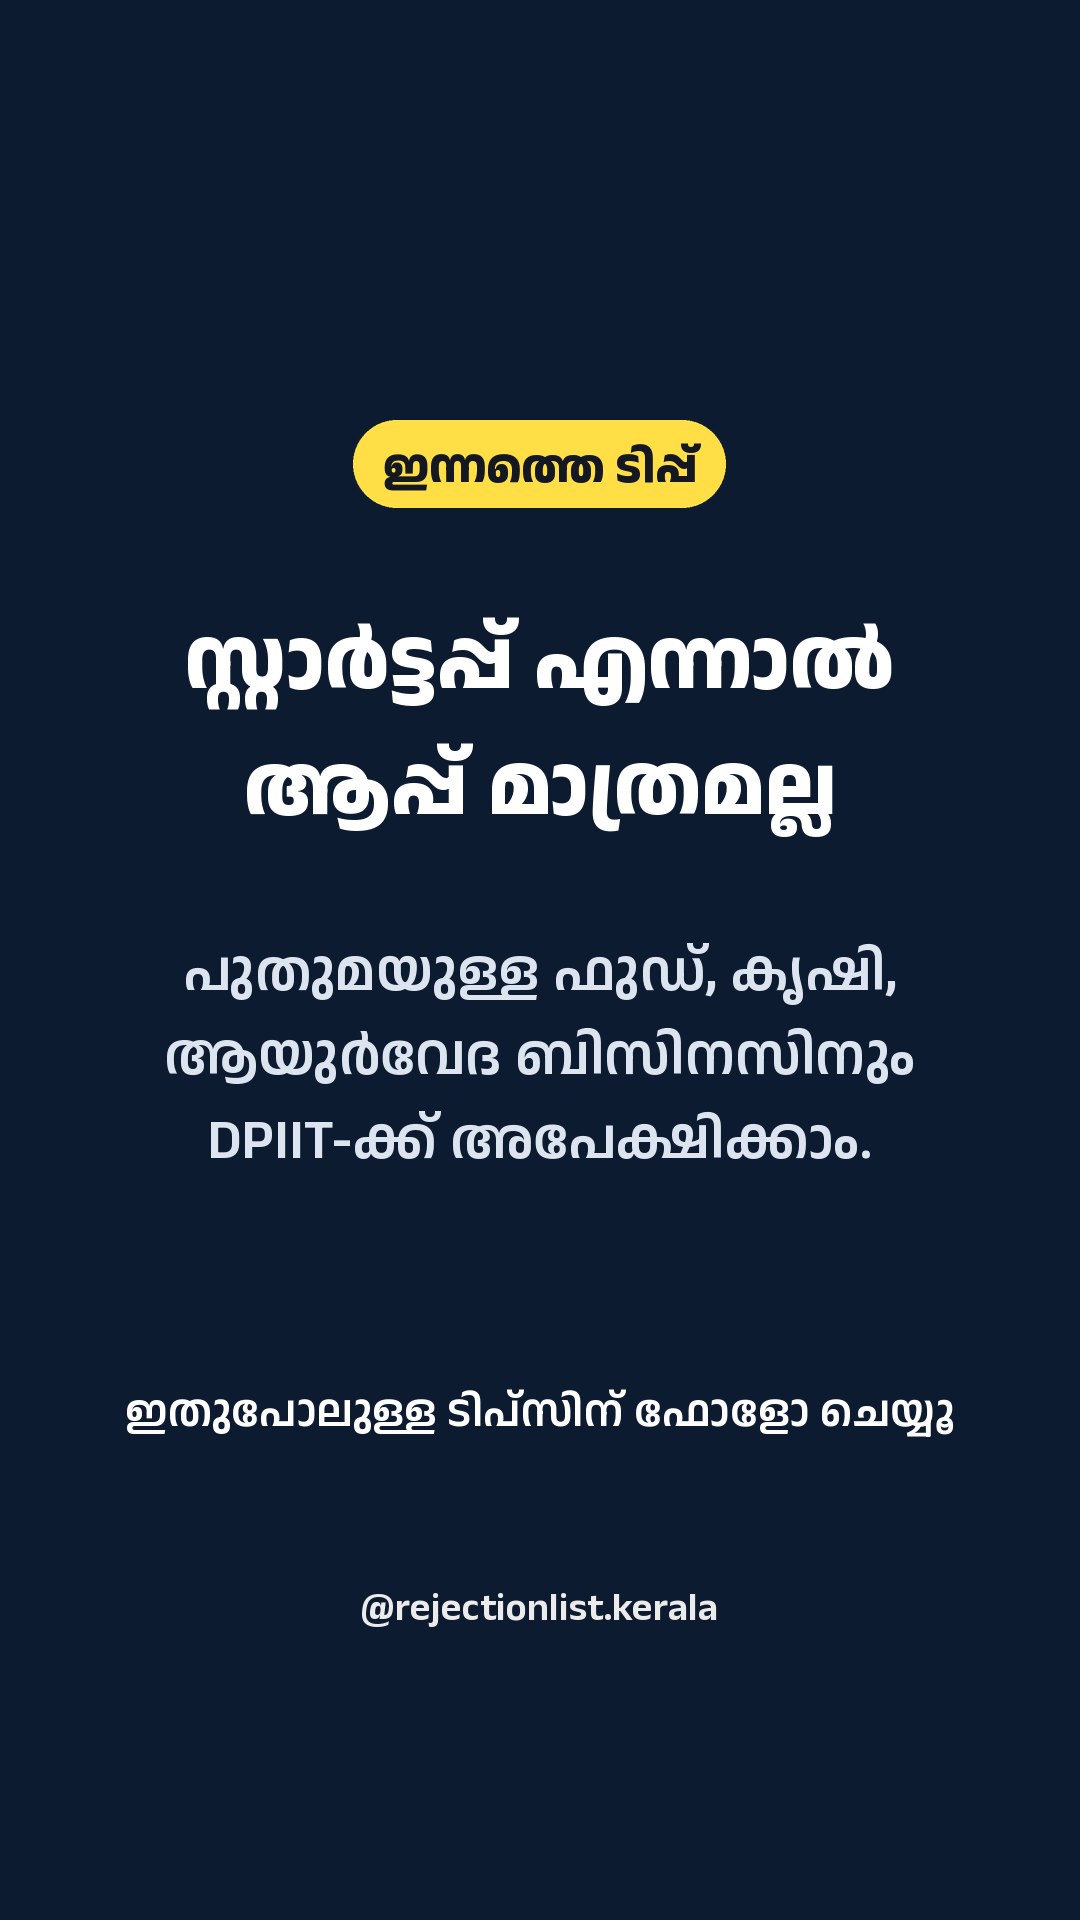 ഇന്നത്തെ ടിപ്പ്
സ്റ്റാർട്ടപ്പ് എന്നാൽ
ആപ്പ് മാത്രമല്ല
പുതുമയുള്ള ഫുഡ്, കൃഷി,
ആയുർവേദ ബിസിനസിനും
DPIIT-ക്ക് അപേക്ഷിക്കാം.
ഇതുപോലുള്ള ടിപ്സിന് ഫോളോ ചെയ്യൂ
@rejectionlist.kerala